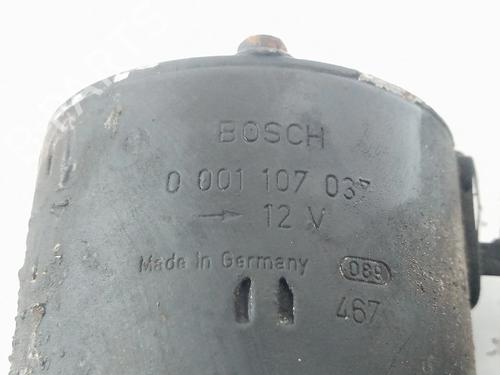 BOSCH
0 001 107 037
→ 12 V
Made in Germany 089
467